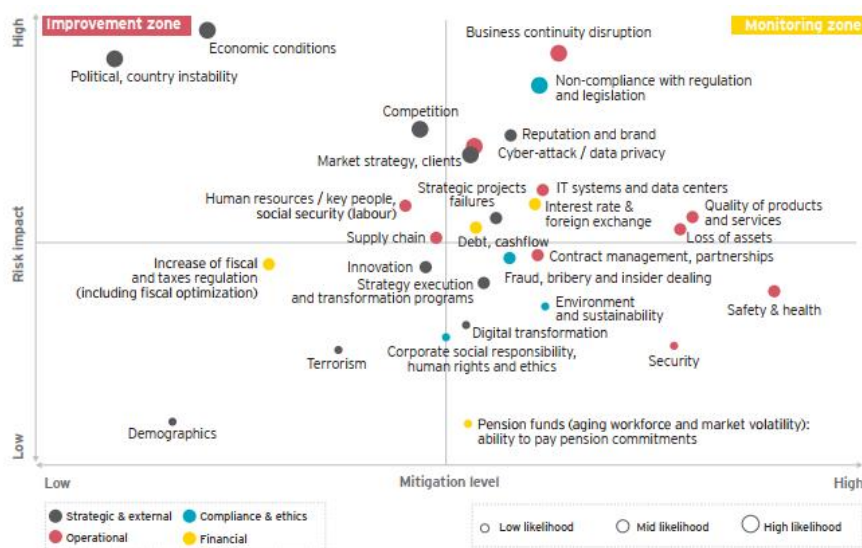 High
Improvement zone
Monitoring zone
Economic conditions
Business continuity disruption
Political, country instability
Non-compliance with regulation
and legislation
Competition
Reputation and brand
Market strategy, clients
Cyber-attack / data privacy
Human resources / key people,
social security (labour)
Strategic projects
failures
IT systems and data centers
Interest rate &
foreign exchange
Quality of products
and services
Risk impact
Supply chain
Debt, cashflow
Loss of assets
Increase of fiscal
and taxes regulation
(including fiscal optimization)
Innovation
Contract management, partnerships
Strategy execution
and transformation programs
Fraud, bribery and insider dealing
Environment
and sustainability
Safety & health
Digital transformation
Terrorism
Corporate social responsibility,
human rights and ethics
Security
Demographics
Pension funds (aging workforce and market volatility):
ability to pay pension commitments
Low
Low
Mitigation level
High
Strategic & external
Compliance & ethics
Operational
Financial
Low likelihood
Mid likelihood
High likelihood